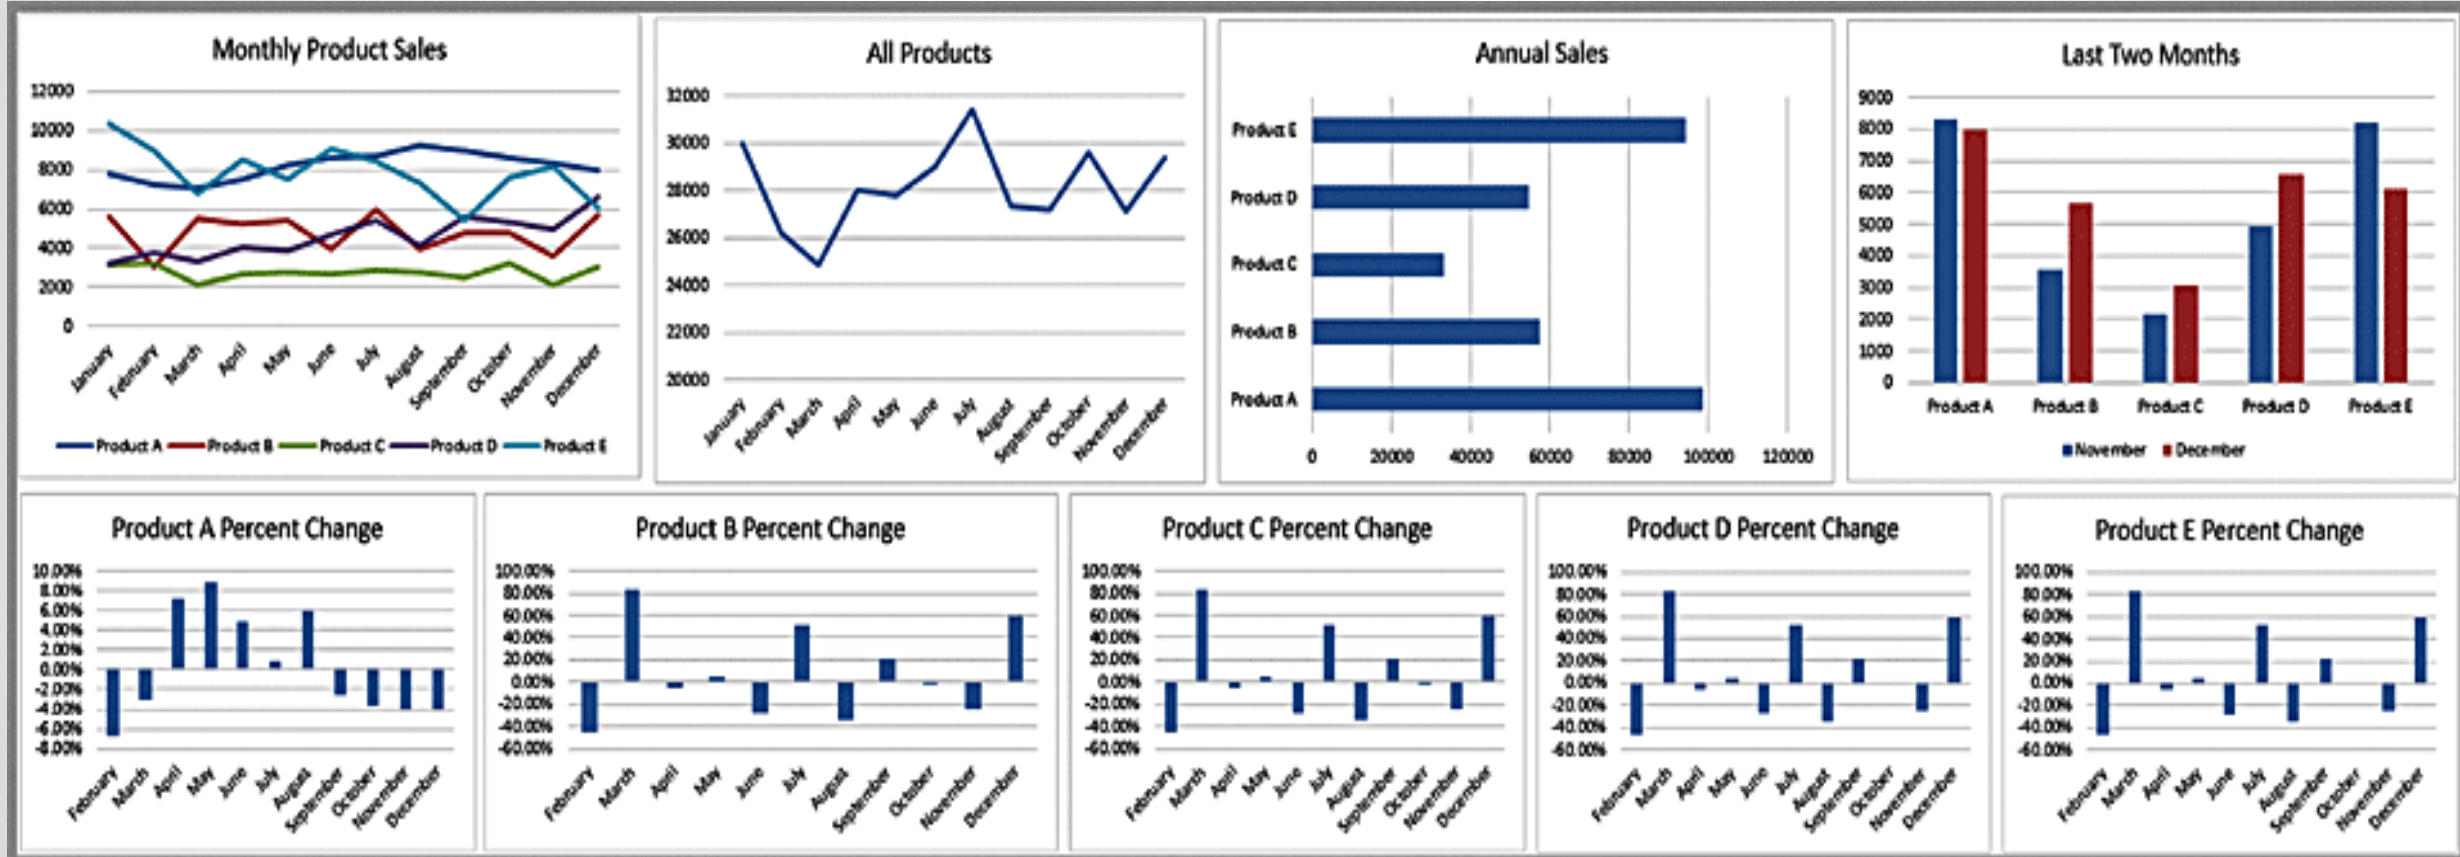 Monthly Product Sales
12000
10000
8000
6000
4000
2000
0
January February March April May June July August September October November December
Product A Product B Product C Product D Product E
All Products
32000
30000
28000
26000
24000
22000
20000
January February March April May June July August September October November December
Annual Sales
Product E
Product D
Product C
Product B
Product A
0 20000 40000 60000 80000 100000 120000
Last Two Months
9000
8000
7000
6000
5000
4000
3000
2000
1000
0
Product A Product B Product C Product D Product E
November December
Product A Percent Change
10.00%
8.00%
6.00%
4.00%
2.00%
0.00%
-2.00%
-4.00%
-6.00%
-8.00%
February March April May June July August September October November December
Product B Percent Change
100.00%
80.00%
60.00%
40.00%
20.00%
0.00%
-20.00%
-40.00%
-60.00%
February March April May June July August September October November December
Product C Percent Change
100.00%
80.00%
60.00%
40.00%
20.00%
0.00%
-20.00%
-40.00%
-60.00%
February March April May June July August September October November December
Product D Percent Change
100.00%
80.00%
60.00%
40.00%
20.00%
0.00%
-20.00%
-40.00%
-60.00%
February March April May June July August September October November December
Product E Percent Change
100.00%
80.00%
60.00%
40.00%
20.00%
0.00%
-20.00%
-40.00%
-60.00%
February March April May June July August September October November December